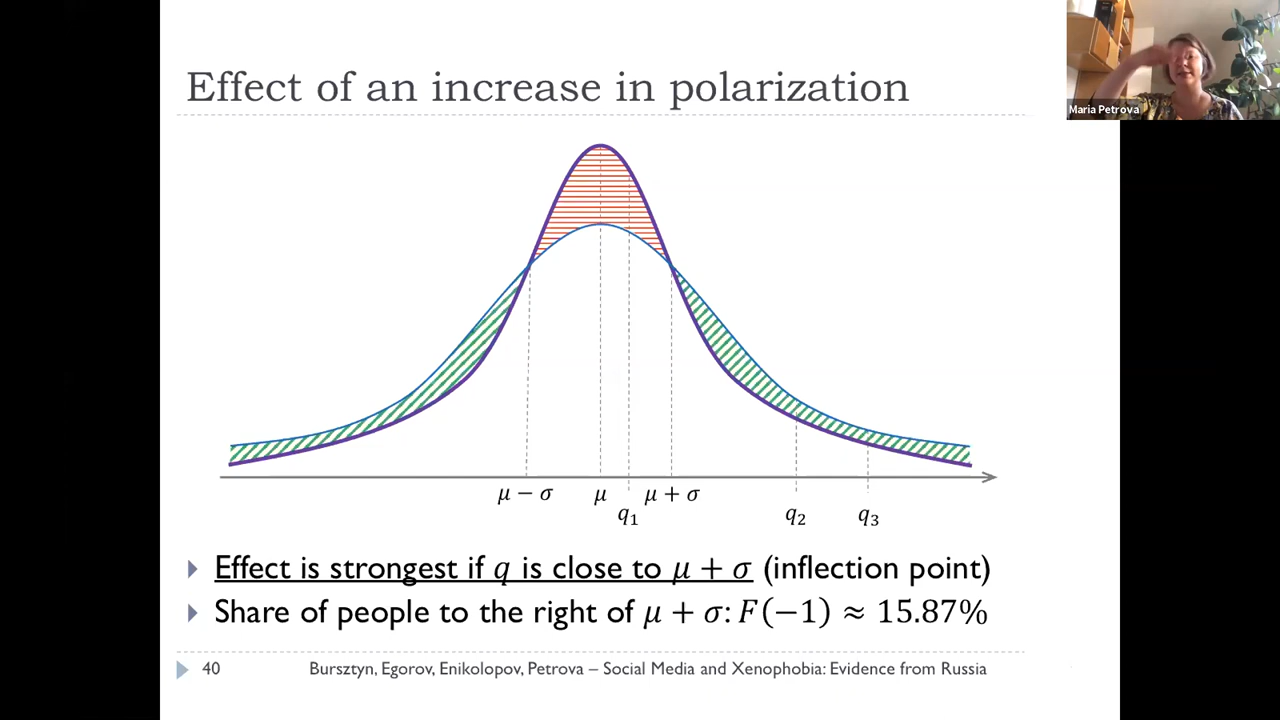 Effect of an increase in polarization
Maria Petrova
μ − σ μ μ + σ
q₁ q₂ q₃
Effect is strongest if q is close to μ + σ (inflection point)
Share of people to the right of μ + σ: F(−1) ≈ 15.87%
40 Bursztyn, Egorov, Enikolopov, Petrova – Social Media and Xenophobia: Evidence from Russia